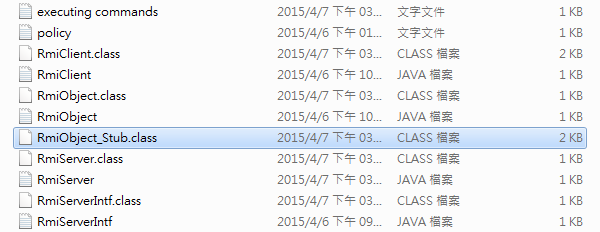 executing commands 2015/4/7 下午 03... 文字文件 1 KB
policy 2015/4/6 下午 01... 文字文件 1 KB
RmiClient.class 2015/4/7 下午 03... CLASS 檔案 2 KB
RmiClient 2015/4/6 下午 10... JAVA 檔案 1 KB
RmiObject.class 2015/4/7 下午 03... CLASS 檔案 1 KB
RmiObject 2015/4/6 下午 10... JAVA 檔案 1 KB
RmiObject_Stub.class 2015/4/7 下午 03... CLASS 檔案 2 KB
RmiServer.class 2015/4/7 下午 03... CLASS 檔案 1 KB
RmiServer 2015/4/7 下午 03... JAVA 檔案 1 KB
RmiServerIntf.class 2015/4/7 下午 03... CLASS 檔案 1 KB
RmiServerIntf 2015/4/6 下午 09... JAVA 檔案 1 KB